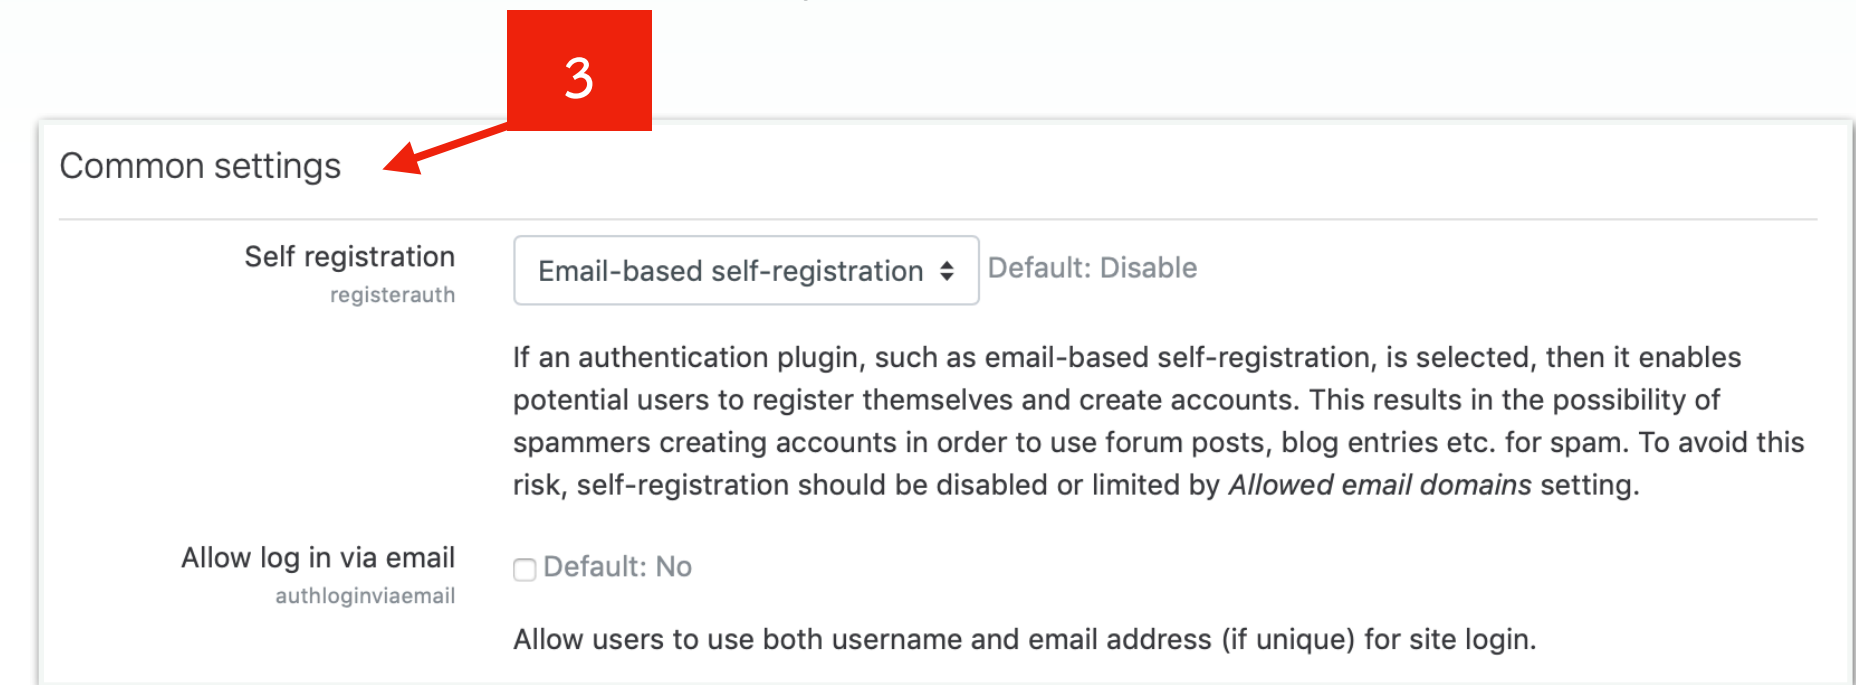 3
Common settings
Self registration
registerauth
Email-based self-registration
Default: Disable
If an authentication plugin, such as email-based self-registration, is selected, then it enables
potential users to register themselves and create accounts. This results in the possibility of
spammers creating accounts in order to use forum posts, blog entries etc. for spam. To avoid this
risk, self-registration should be disabled or limited by Allowed email domains setting.
Allow log in via email
authloginviaemail
Default: No
Allow users to use both username and email address (if unique) for site login.